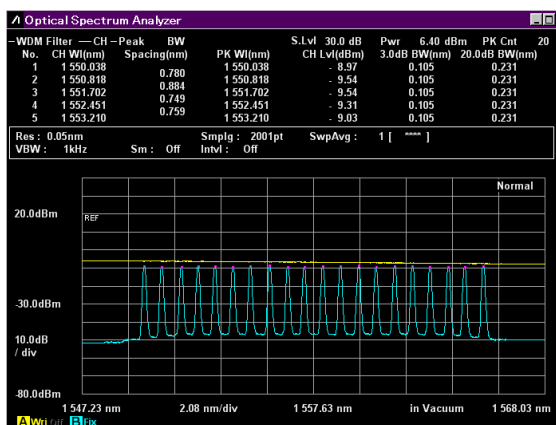 Optical Spectrum Analyzer
WDM Filter — CH – Peak BW S.Lvl 30.0 dB Pwr 6.40 dBm PK Cnt 20
No. CH Wl(nm) Spacing(nm) PK Wl(nm) CH Lvl(dBm) 3.0dB BW(nm) 20.0dB BW(nm)
1 1 550.038 1 550.038 - 8.97 0.105 0.231
0.780
2 1 550.818 1 550.818 - 9.54 0.105 0.231
0.884
3 1 551.702 1 551.702 - 9.54 0.105 0.231
0.749
4 1 552.451 1 552.451 - 9.31 0.105 0.231
0.759
5 1 553.210 1 553.210 - 9.03 0.105 0.231
Res : 0.05nm Smplg : 2001pt SwpAvg : 1 [ **** ]
VBW : 1kHz Sm : Off Intvl : Off
Normal
20.0dBm
REF
-30.0dBm
10.0dB
/ div
-80.0dBm
1 547.23 nm 2.08 nm/div 1 557.63 nm in Vacuum 1 568.03 nm
A Wri Off B Fix